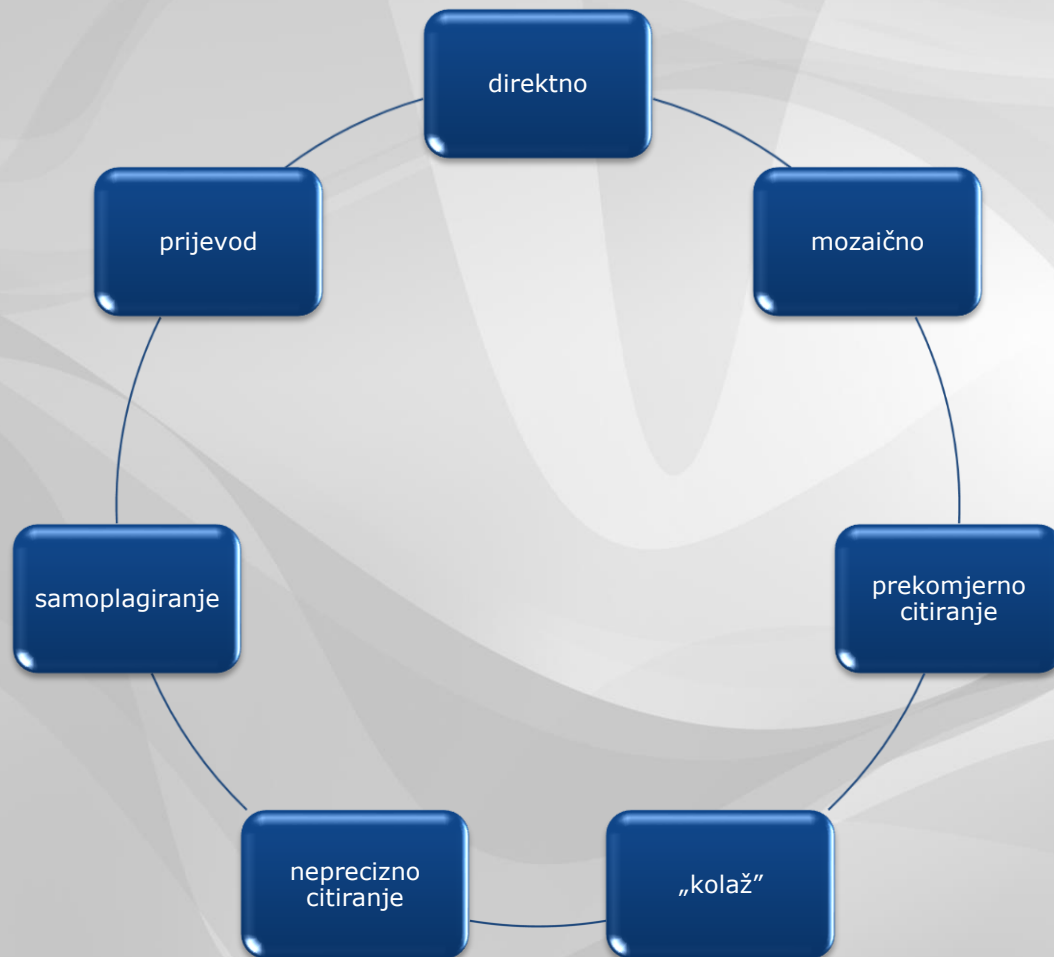 direktno
mozaično
prekomjerno
citiranje
„kolaž”
neprecizno
citiranje
samoplagiranje
prijevod